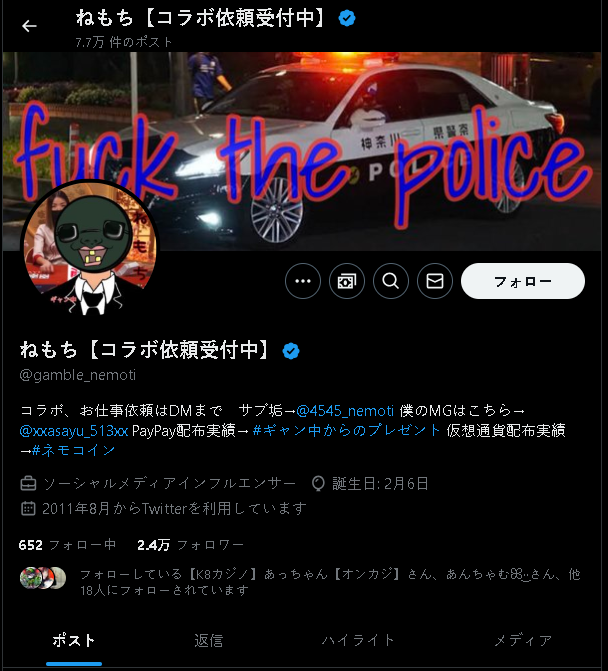 ねもち【コラボ依頼受付中】
7.7万 件のポスト
fuck the police
神奈川 県警察
POLICE
ねもち
ギャン中
フォロー
ねもち【コラボ依頼受付中】
@gamble_nemoti
コラボ、お仕事依頼はDMまで　サブ垢→@4545_nemoti 僕のMGはこちら→
@xxasayu_513xx PayPay配布実績→ #ギャン中からのプレゼント 仮想通貨配布実績
→#ネモコイン
ソーシャルメディアインフルエンサー 誕生日: 2月6日
2011年8月からTwitterを利用しています
652 フォロー中 2.4万 フォロワー
フォローしている【K8カジノ】あっちゃん【オンカジ】さん、あんちゃむꕤ︎︎·͜·さん、他
18人にフォローされています
ポスト 返信 ハイライト メディア